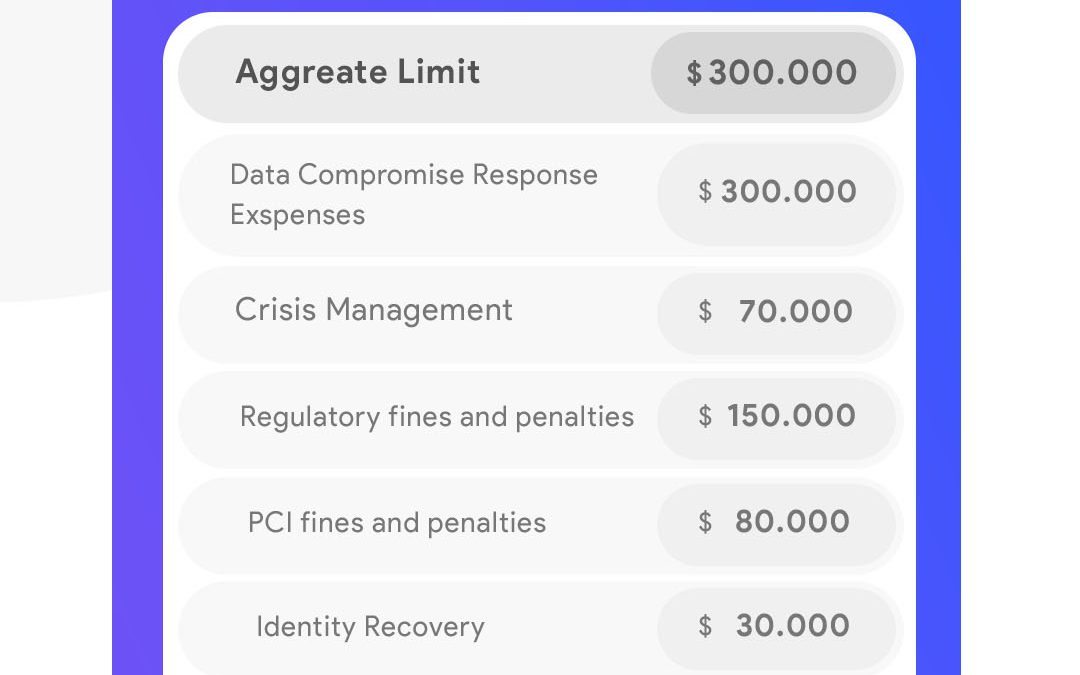 Aggreate Limit $ 300.000
Data Compromise Response
Exspenses $ 300.000
Crisis Management $ 70.000
Regulatory fines and penalties $ 150.000
PCI fines and penalties $ 80.000
Identity Recovery $ 30.000